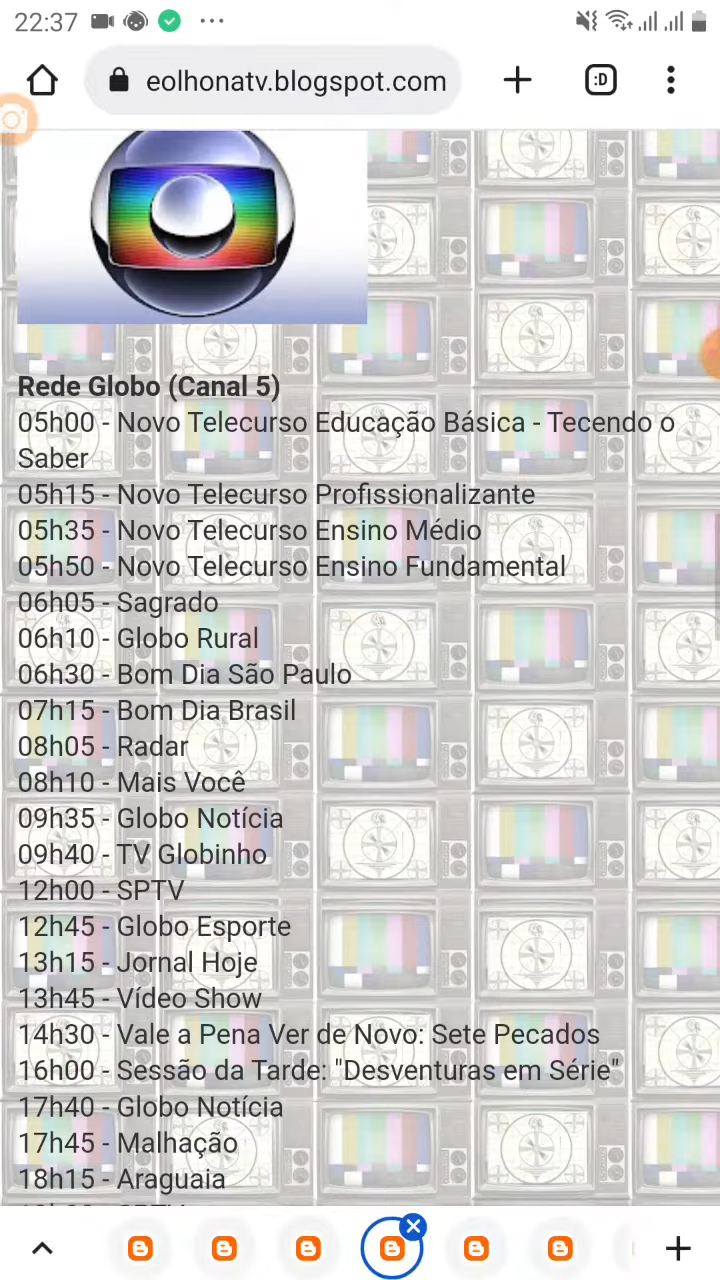 22:37
eolhonatv.blogspot.com
:D
Rede Globo (Canal 5)
05h00 - Novo Telecurso Educação Básica - Tecendo o
Saber
05h15 - Novo Telecurso Profissionalizante
05h35 - Novo Telecurso Ensino Médio
05h50 - Novo Telecurso Ensino Fundamental
06h05 - Sagrado
06h10 - Globo Rural
06h30 - Bom Dia São Paulo
07h15 - Bom Dia Brasil
08h05 - Radar
08h10 - Mais Você
09h35 - Globo Notícia
09h40 - TV Globinho
12h00 - SPTV
12h45 - Globo Esporte
13h15 - Jornal Hoje
13h45 - Vídeo Show
14h30 - Vale a Pena Ver de Novo: Sete Pecados
16h00 - Sessão da Tarde: "Desventuras em Série"
17h40 - Globo Notícia
17h45 - Malhação
18h15 - Araguaia